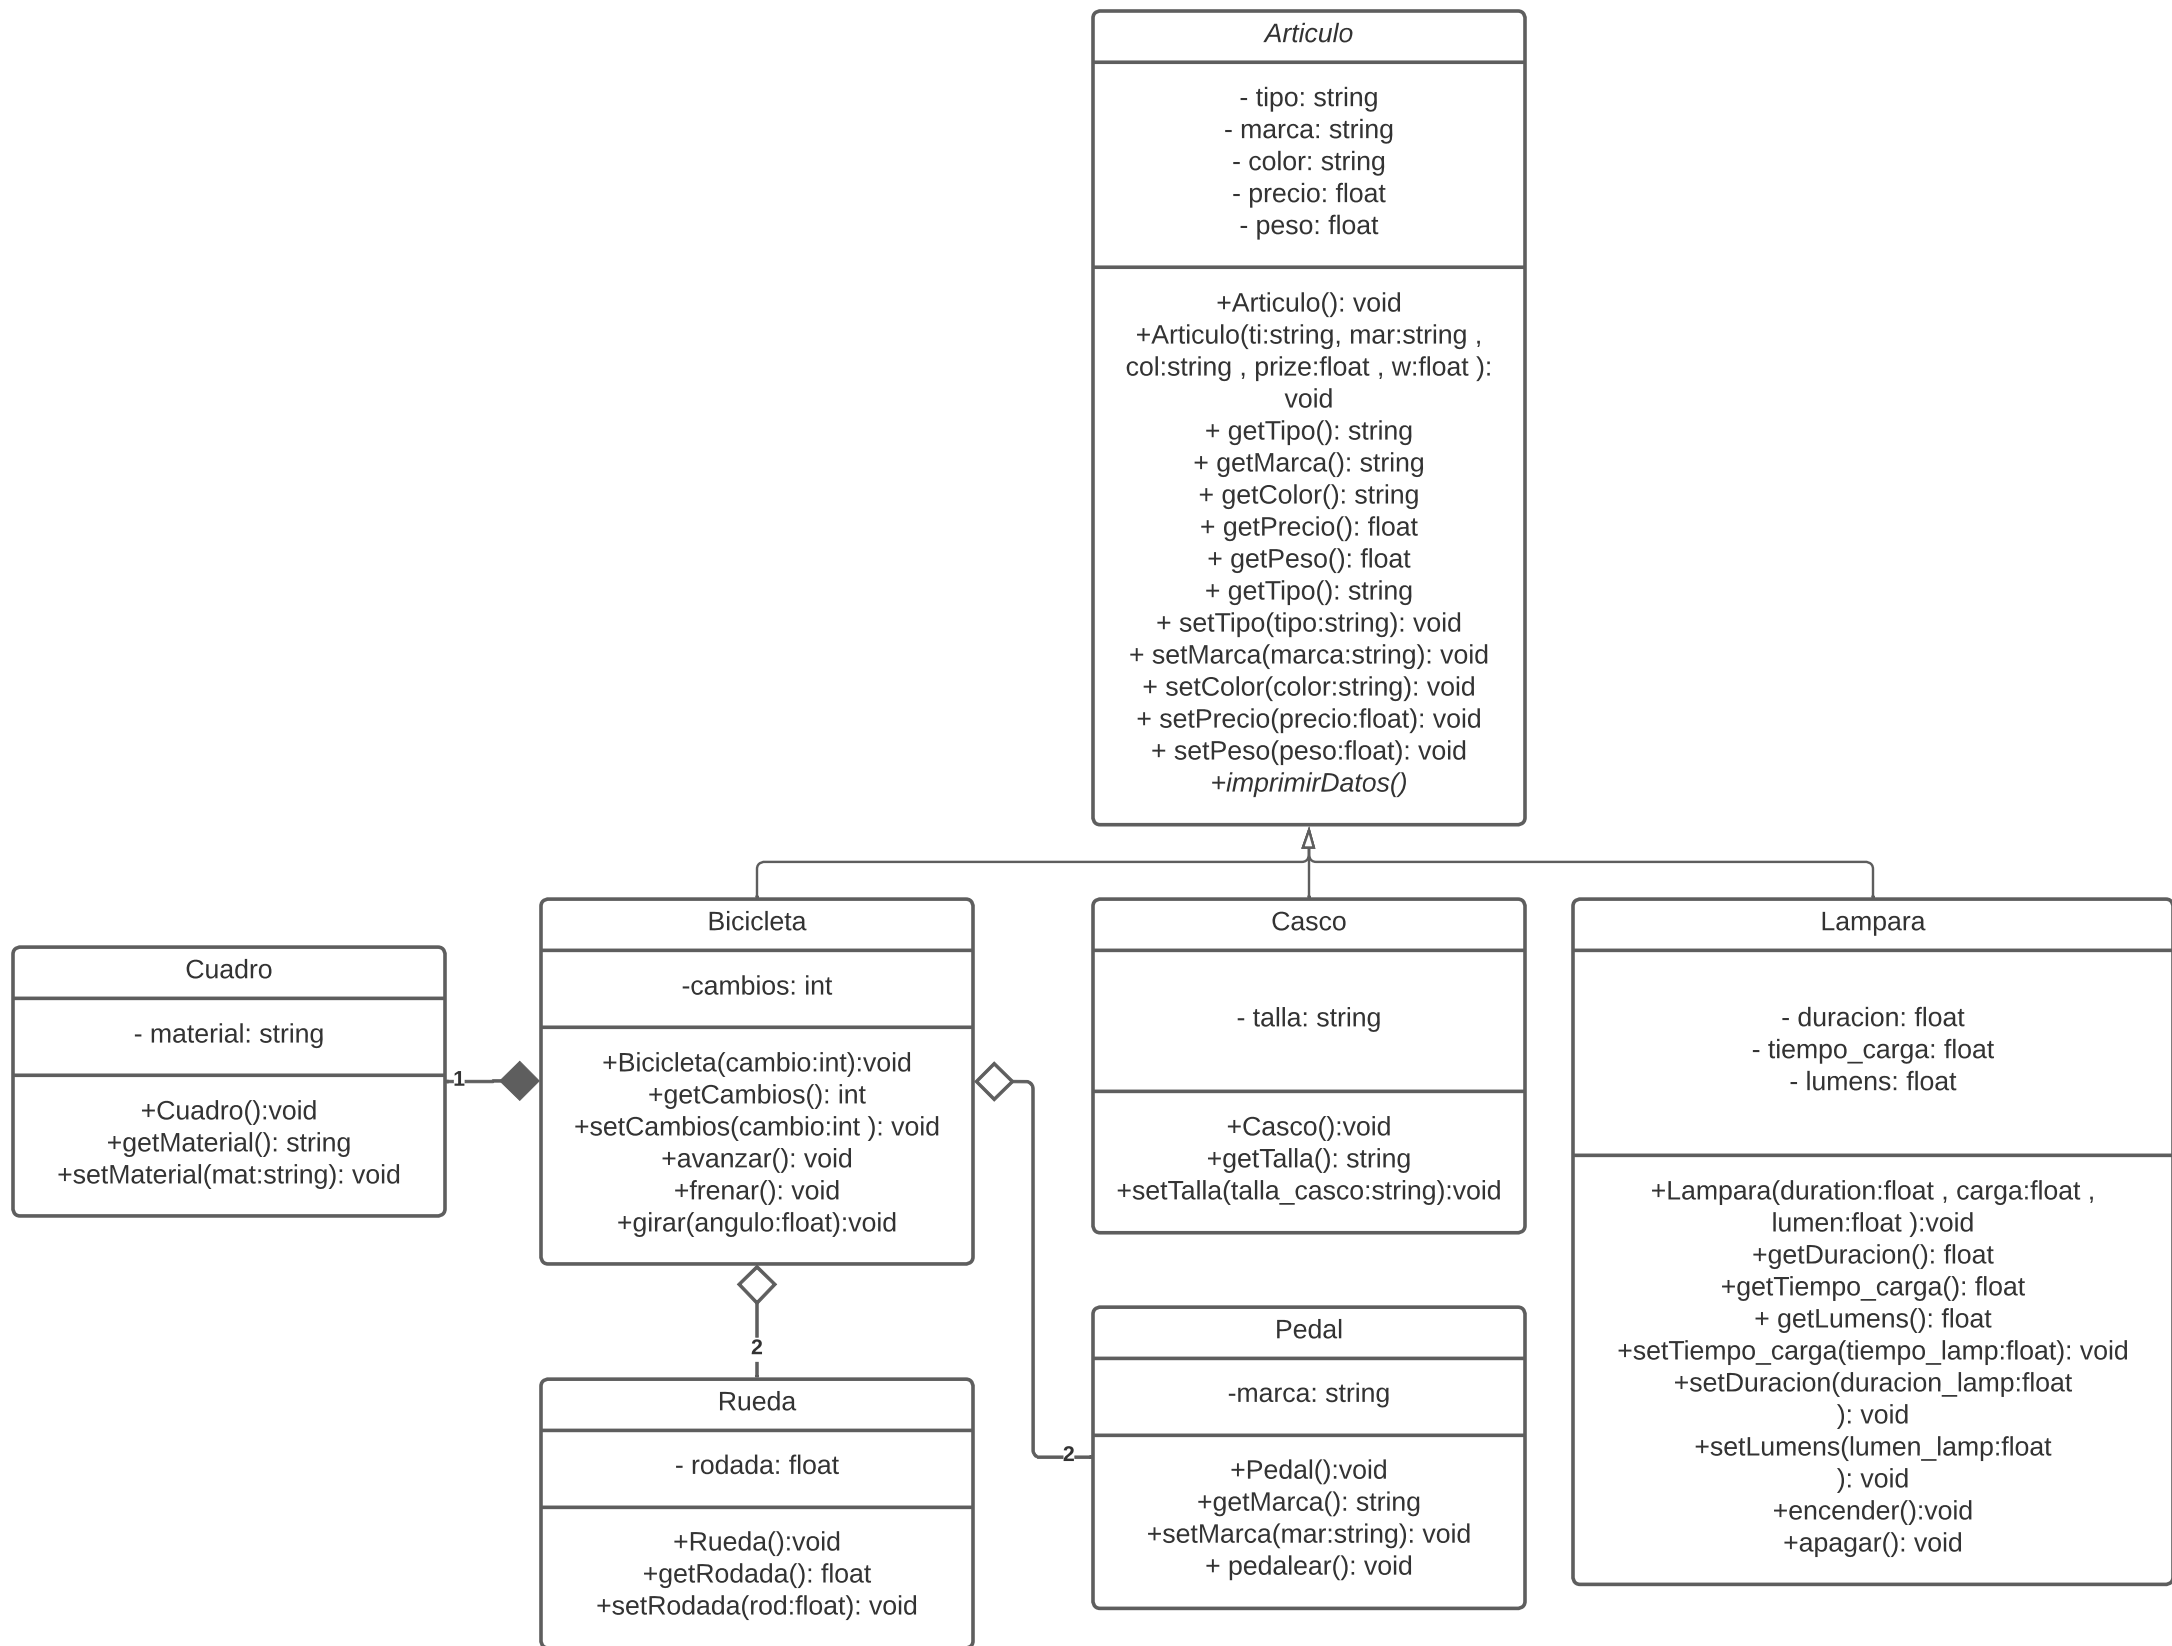 Articulo
- tipo: string
- marca: string
- color: string
- precio: float
- peso: float
+Articulo(): void
+Articulo(ti:string, mar:string ,
col:string , prize:float , w:float ):
void
+ getTipo(): string
+ getMarca(): string
+ getColor(): string
+ getPrecio(): float
+ getPeso(): float
+ getTipo(): string
+ setTipo(tipo:string): void
+ setMarca(marca:string): void
+ setColor(color:string): void
+ setPrecio(precio:float): void
+ setPeso(peso:float): void
+imprimirDatos()
Cuadro
- material: string
+Cuadro():void
+getMaterial(): string
+setMaterial(mat:string): void
1
Bicicleta
-cambios: int
+Bicicleta(cambio:int):void
+getCambios(): int
+setCambios(cambio:int ): void
+avanzar(): void
+frenar(): void
+girar(angulo:float):void
2
Rueda
- rodada: float
+Rueda():void
+getRodada(): float
+setRodada(rod:float): void
Casco
- talla: string
+Casco():void
+getTalla(): string
+setTalla(talla_casco:string):void
2
Pedal
-marca: string
+Pedal():void
+getMarca(): string
+setMarca(mar:string): void
+ pedalear(): void
Lampara
- duracion: float
- tiempo_carga: float
- lumens: float
+Lampara(duration:float , carga:float ,
lumen:float ):void
+getDuracion(): float
+getTiempo_carga(): float
+ getLumens(): float
+setTiempo_carga(tiempo_lamp:float): void
+setDuracion(duracion_lamp:float
): void
+setLumens(lumen_lamp:float
): void
+encender():void
+apagar(): void